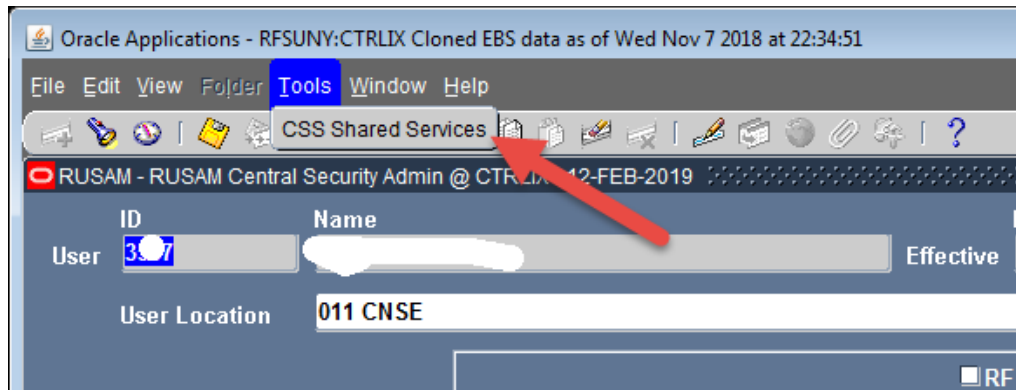 Oracle Applications - RFSUNY:CTRLIX Cloned EBS data as of Wed Nov 7 2018 at 22:34:51
File Edit View Folder Tools Window Help
CSS Shared Services
RUSAM - RUSAM Central Security Admin @ 12-FEB-2019
ID Name
User Effective
User Location 011 CNSE
RF